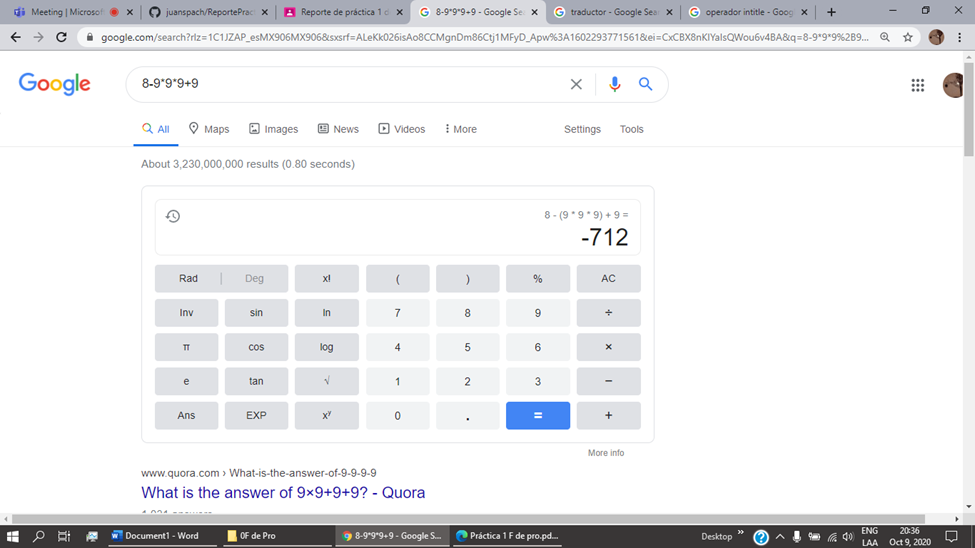 Meeting | Microsof
juanspach/ReportePrac
Reporte de práctica 1 d
8-9*9*9+9 - Google Sea
traductor - Google Sear
operador intitle - Googl
google.com/search?rlz=1C1JZAP_esMX906MX906&sxsrf=ALeKk026isAo8CCMgnDm86Ctj1MFyD_Apw%3A1602293771561&ei=CxCBX8nKIYaIsQWou6v4BA&q=8-9*9*9%2B9...
Google
8-9*9*9+9
All Maps Images News Videos More Settings Tools
About 3,230,000,000 results (0.80 seconds)
8 - (9 * 9 * 9) + 9 =
-712
Rad Deg x! ( ) % AC
Inv sin ln 7 8 9 ÷
π cos log 4 5 6 ×
e tan √ 1 2 3 −
Ans EXP xʸ 0 . = +
More info
www.quora.com › What-is-the-answer-of-9-9-9-9
What is the answer of 9×9+9+9? - Quora
Document1 - Word
0F de Pro
8-9*9*9+9 - Google S...
Práctica 1 F de pro.pd...
Desktop
ENG
LAA
20:36
Oct 9, 2020